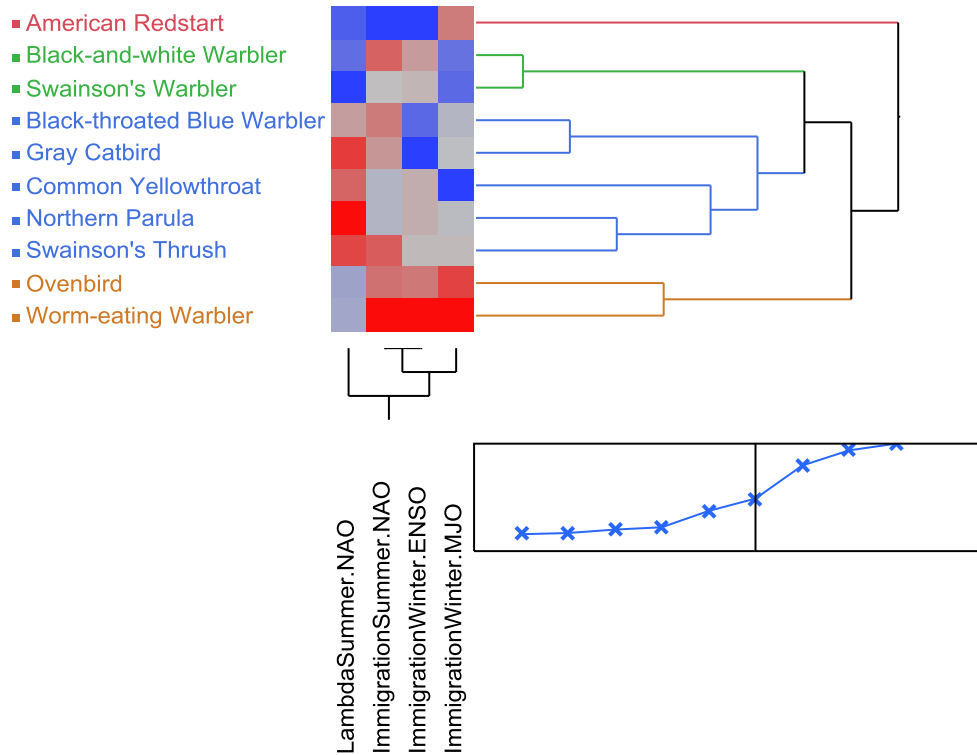 American Redstart
Black-and-white Warbler
Swainson's Warbler
Black-throated Blue Warbler
Gray Catbird
Common Yellowthroat
Northern Parula
Swainson's Thrush
Ovenbird
Worm-eating Warbler
LambdaSummer.NAO
ImmigrationSummer.NAO
ImmigrationWinter.ENSO
ImmigrationWinter.MJO